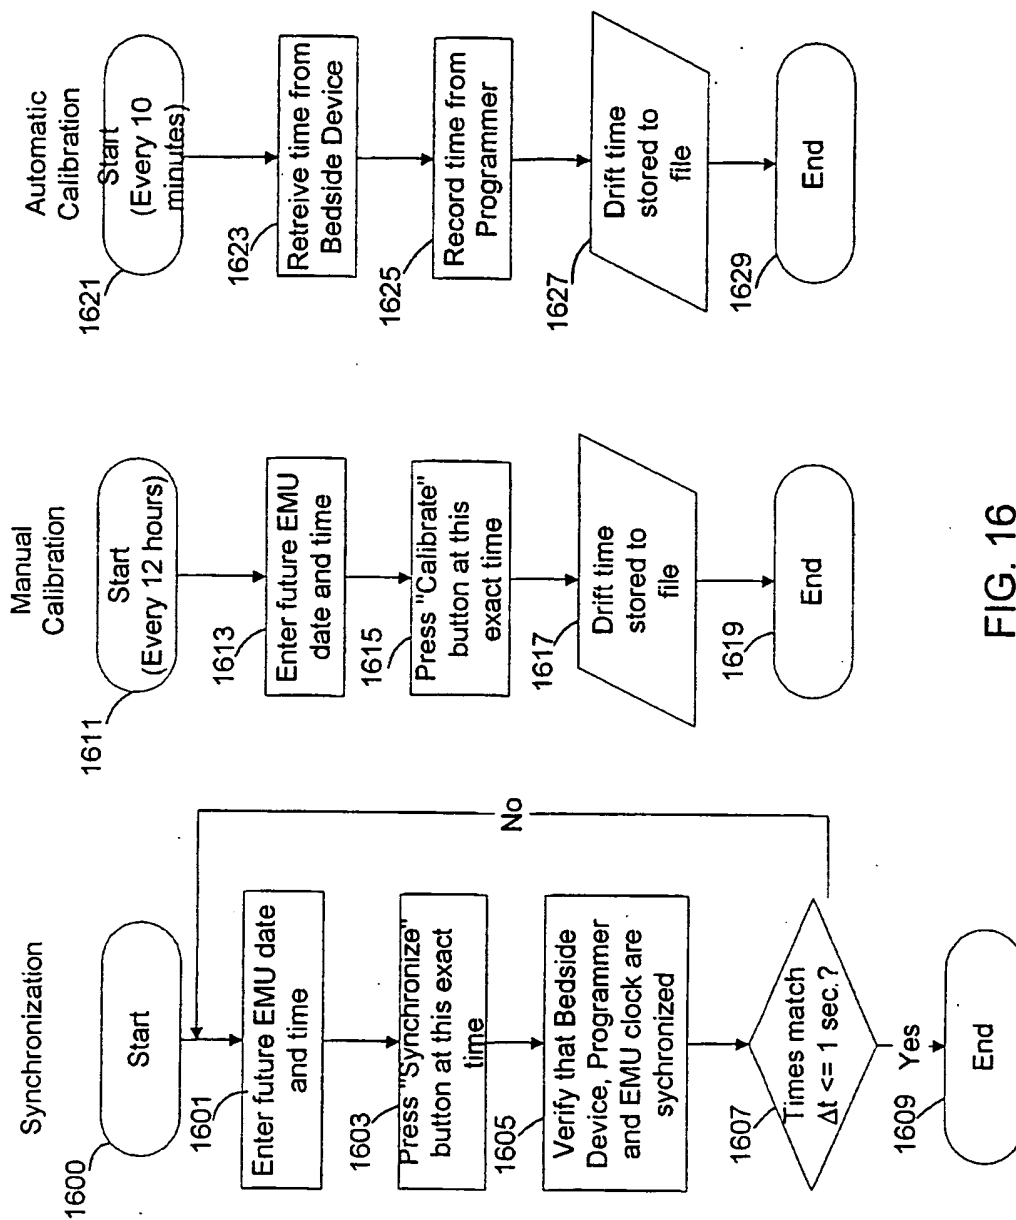 Synchronization
1600
Start
1601
Enter future EMU date
and time
1603
Press "Synchronize"
button at this exact
time
1605
Verify that Bedside
Device, Programmer
and EMU clock are
sychronized
1607
Times match
Δt <= 1 sec.?
No
Yes
1609
End
Manual
Calibration
1611
Start
(Every 12 hours)
1613
Enter future EMU
date and time
1615
Press "Calibrate"
button at this
exact time
1617
Drift time
stored to
file
1619
End
Automatic
Calibration
1621
Start
(Every 10
minutes)
1623
Retreive time from
Bedside Device
1625
Record time from
Programmer
1627
Drift time
stored to
file
1629
End
FIG. 16